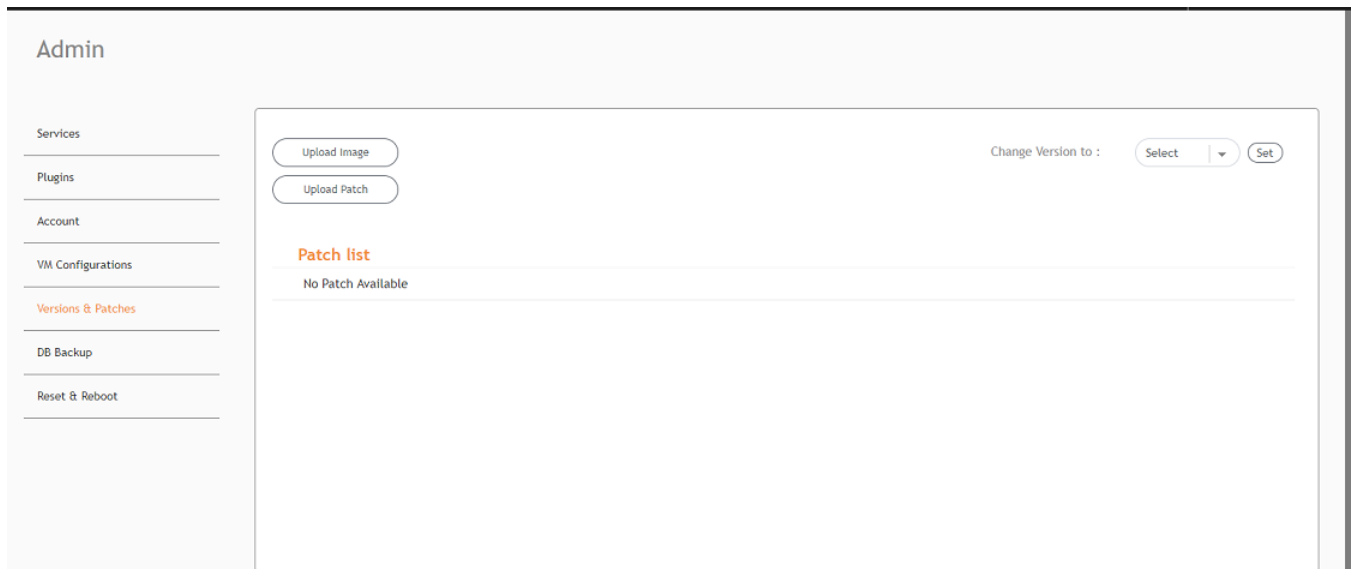 Admin
Services
Plugins
Account
VM Configurations
Versions & Patches
DB Backup
Reset & Reboot
Upload Image
Change Version to :
Select
Set
Upload Patch
Patch list
No Patch Available